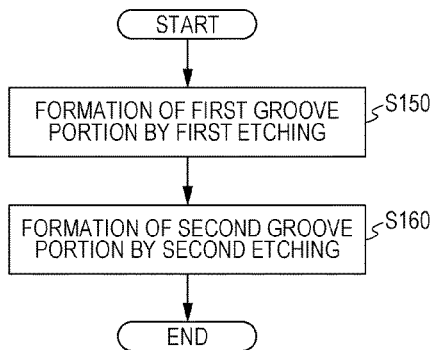 START
FORMATION OF FIRST GROOVE
PORTION BY FIRST ETCHING
S150
FORMATION OF SECOND GROOVE
PORTION BY SECOND ETCHING
S160
END